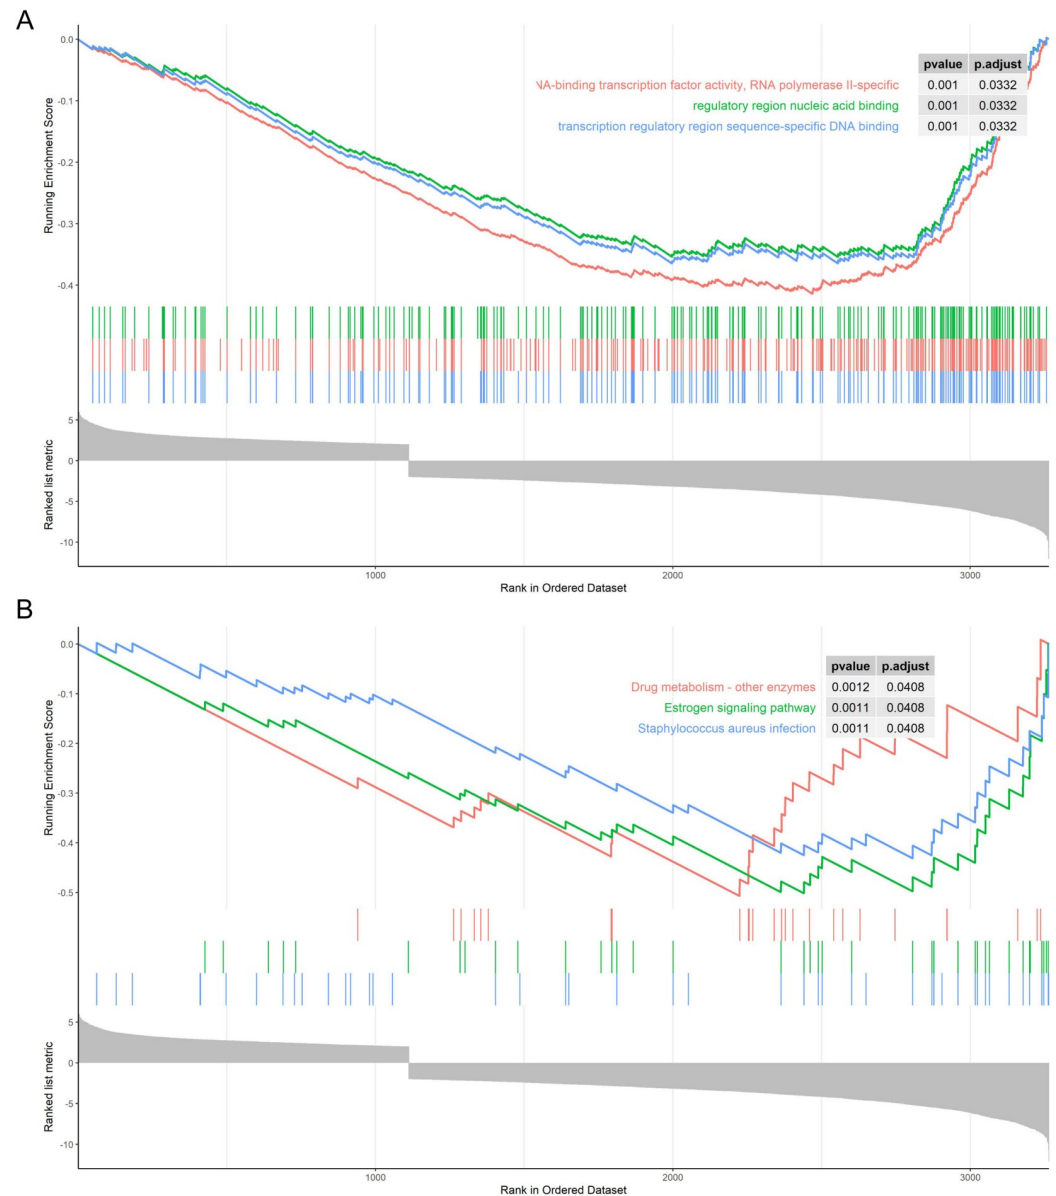 A
pvalue p.adjust
NA-binding transcription factor activity, RNA polymerase II-specific 0.001 0.0332
regulatory region nucleic acid binding 0.001 0.0332
transcription regulatory region sequence-specific DNA binding 0.001 0.0332
Running Enrichment Score
0.0
-0.1
-0.2
-0.3
-0.4
Ranked list metric
5
0
-5
-10
1000 2000 3000
Rank in Ordered Dataset
B
pvalue p.adjust
Drug metabolism - other enzymes 0.0012 0.0408
Estrogen signaling pathway 0.0011 0.0408
Staphylococcus aureus infection 0.0011 0.0408
Running Enrichment Score
0.0
-0.1
-0.2
-0.3
-0.4
-0.5
Ranked list metric
5
0
-5
-10
1000 2000 3000
Rank in Ordered Dataset